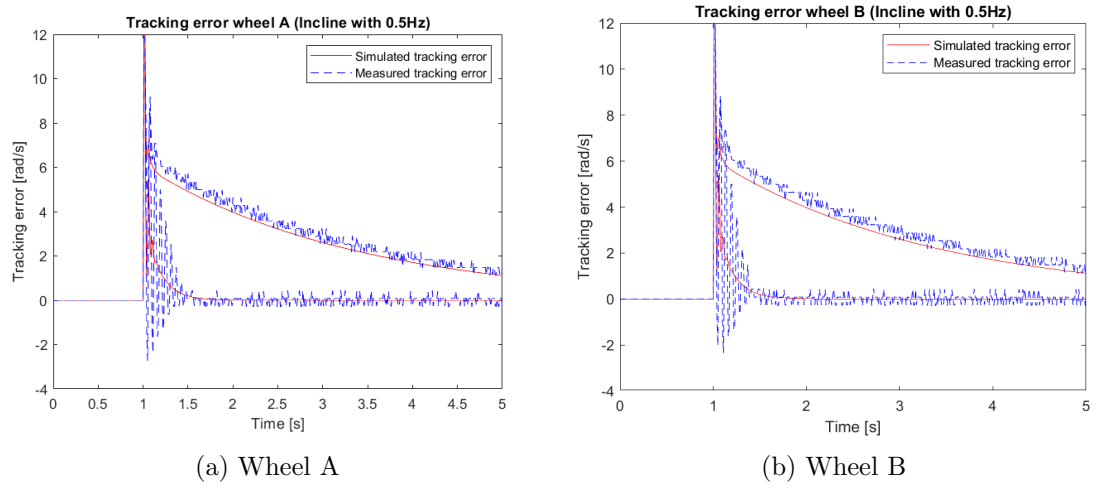 Tracking error wheel A (Incline with 0.5Hz)
Simulated tracking error
Measured tracking error
Tracking error [rad/s]
12
10
8
6
4
2
0
-2
-4
0 0.5 1 1.5 2 2.5 3 3.5 4 4.5 5
Time [s]
(a) Wheel A
Tracking error wheel B (Incline with 0.5Hz)
Simulated tracking error
Measured tracking error
Tracking error [rad/s]
12
10
8
6
4
2
0
-2
-4
0 1 2 3 4 5
Time [s]
(b) Wheel B